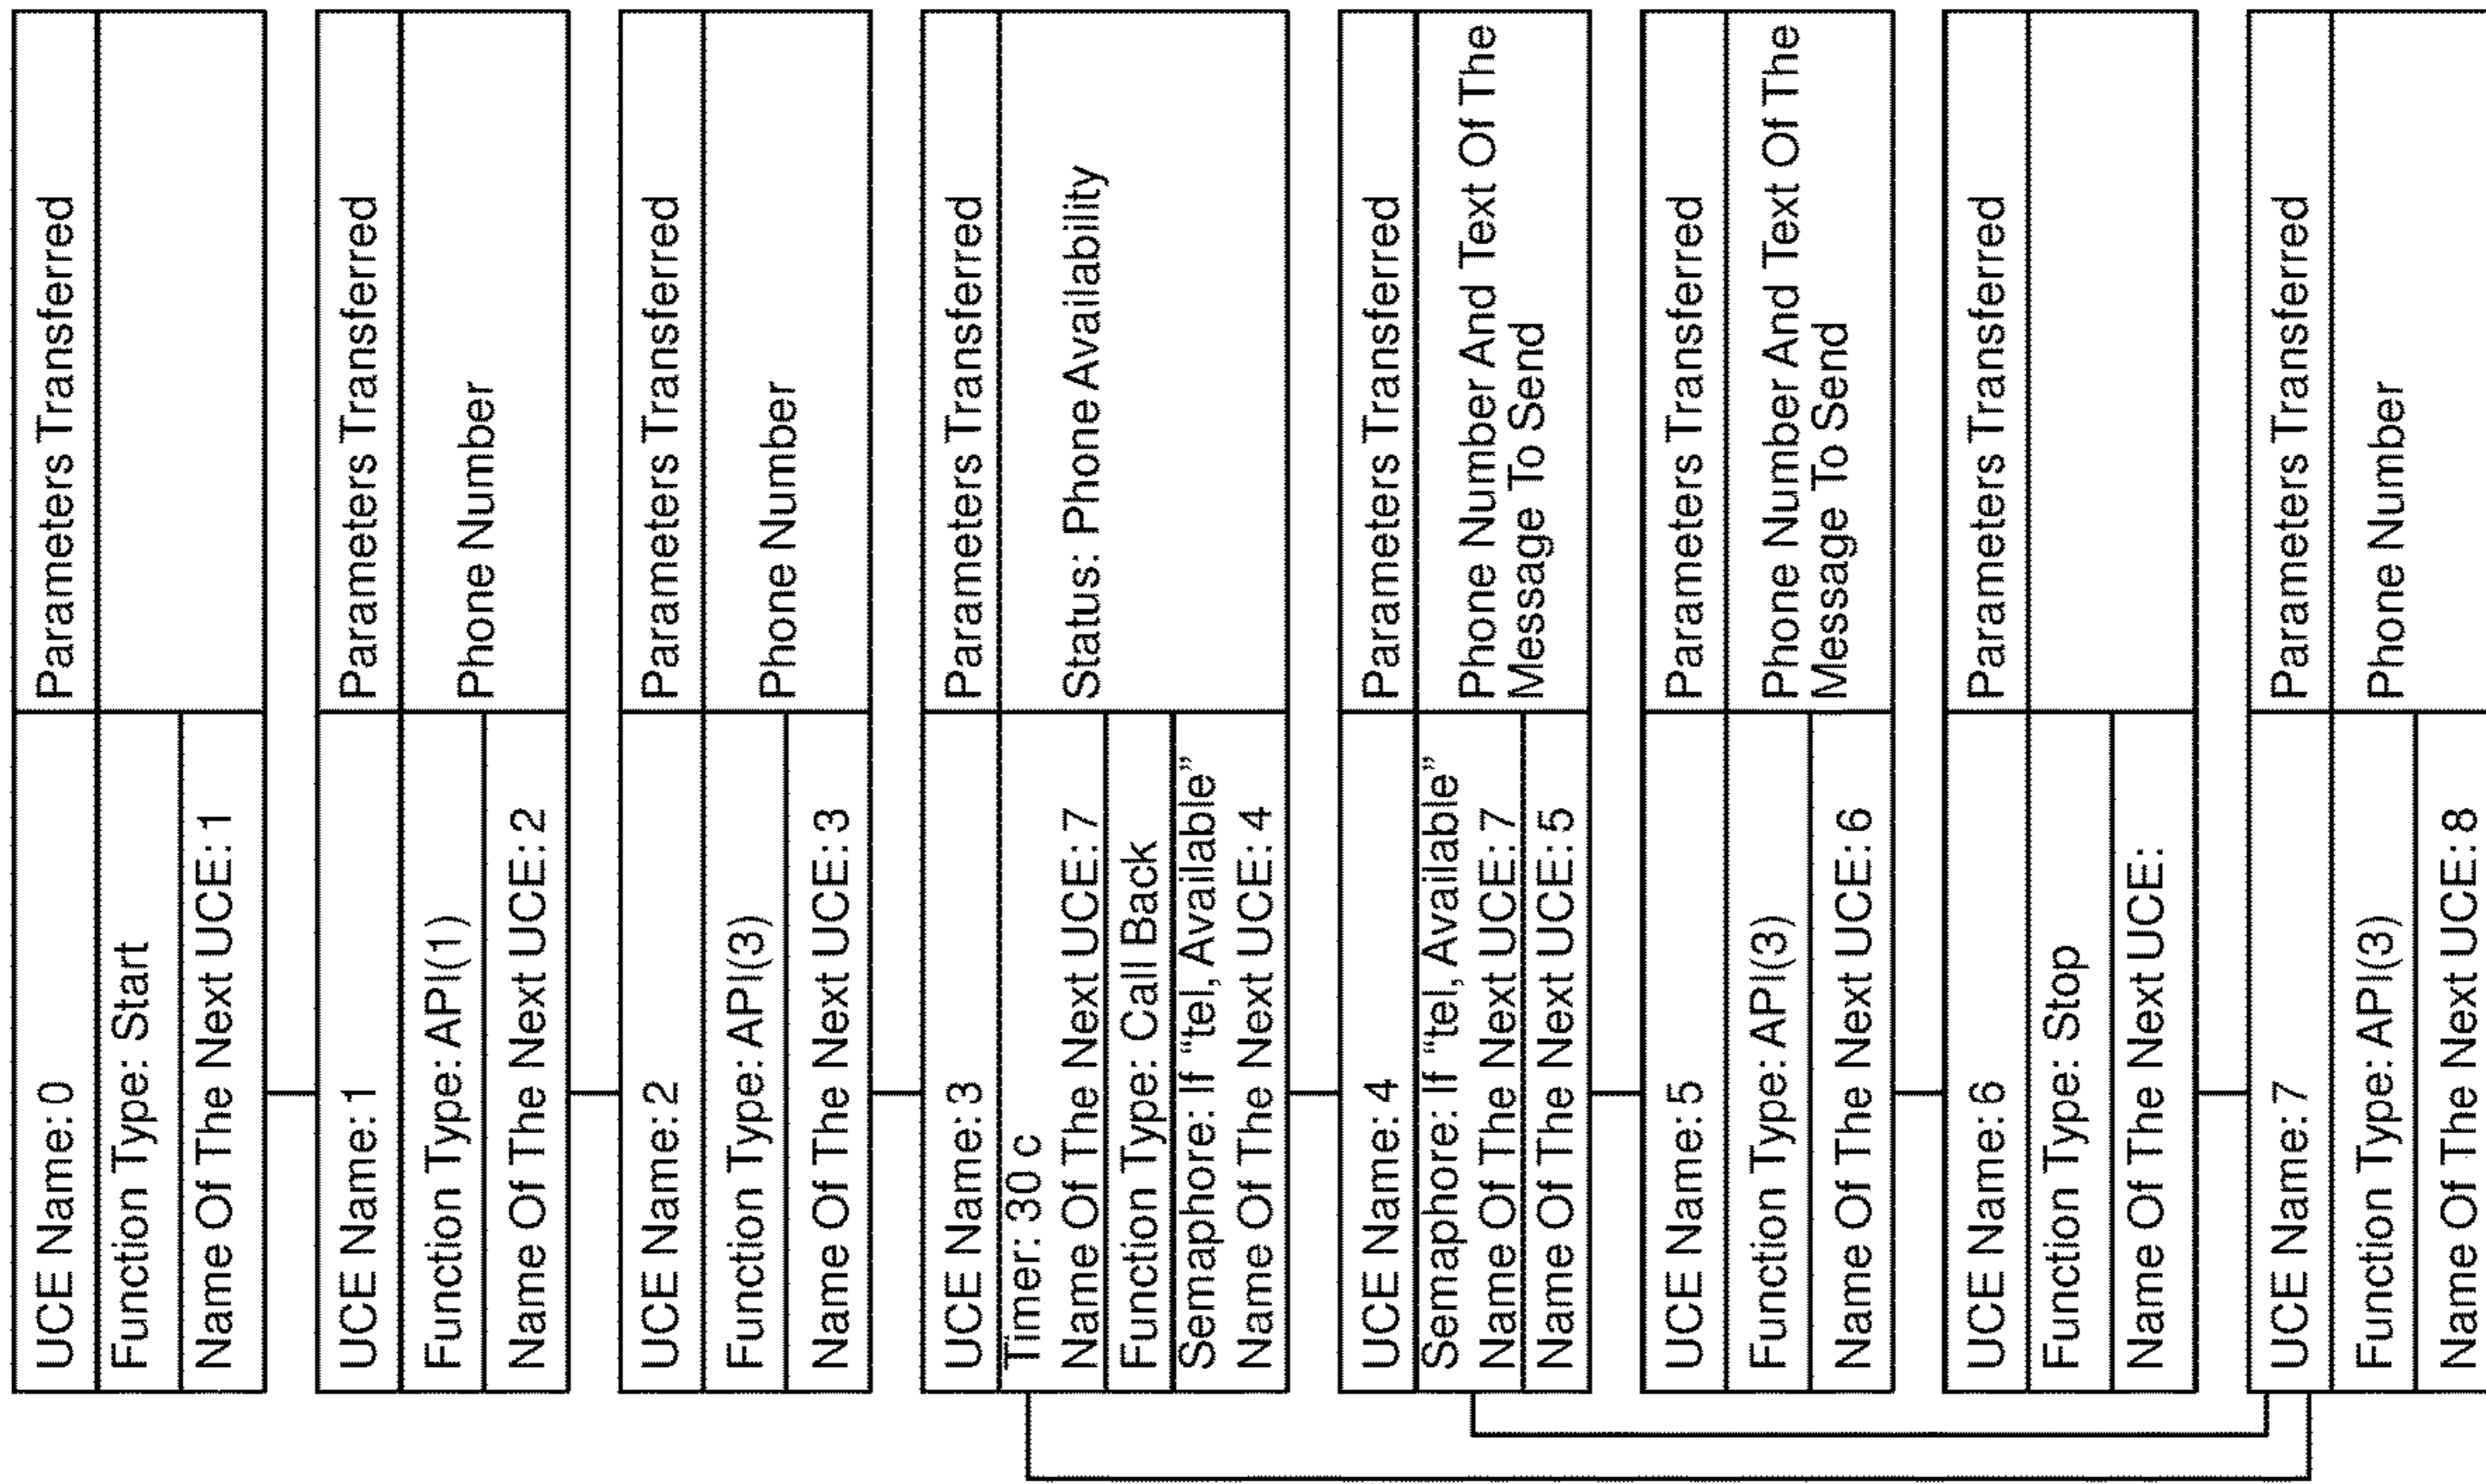 UCE Name: 0
Parameters Transferred
Function Type: Start
Name Of The Next UCE: 1
UCE Name: 1
Parameters Transferred
Function Type: API(1)
Phone Number
Name Of The Next UCE: 2
UCE Name: 2
Parameters Transferred
Function Type: API(3)
Phone Number
Name Of The Next UCE: 3
UCE Name: 3
Parameters Transferred
Timer: 30 c
Name Of The Next UCE: 7
Status: Phone Availability
Function Type: Call Back
Semaphore: If “tel, Available”
Name Of The Next UCE: 4
UCE Name: 4
Parameters Transferred
Semaphore: If “tel, Available”
Name Of The Next UCE: 7
Name Of The Next UCE: 5
Phone Number And Text Of The
Message To Send
UCE Name: 5
Parameters Transferred
Function Type: API(3)
Name Of The Next UCE: 6
Phone Number And Text Of The
Message To Send
UCE Name: 6
Parameters Transferred
Function Type: Stop
Name Of The Next UCE:
UCE Name: 7
Parameters Transferred
Function Type: API(3)
Phone Number
Name Of The Next UCE: 8